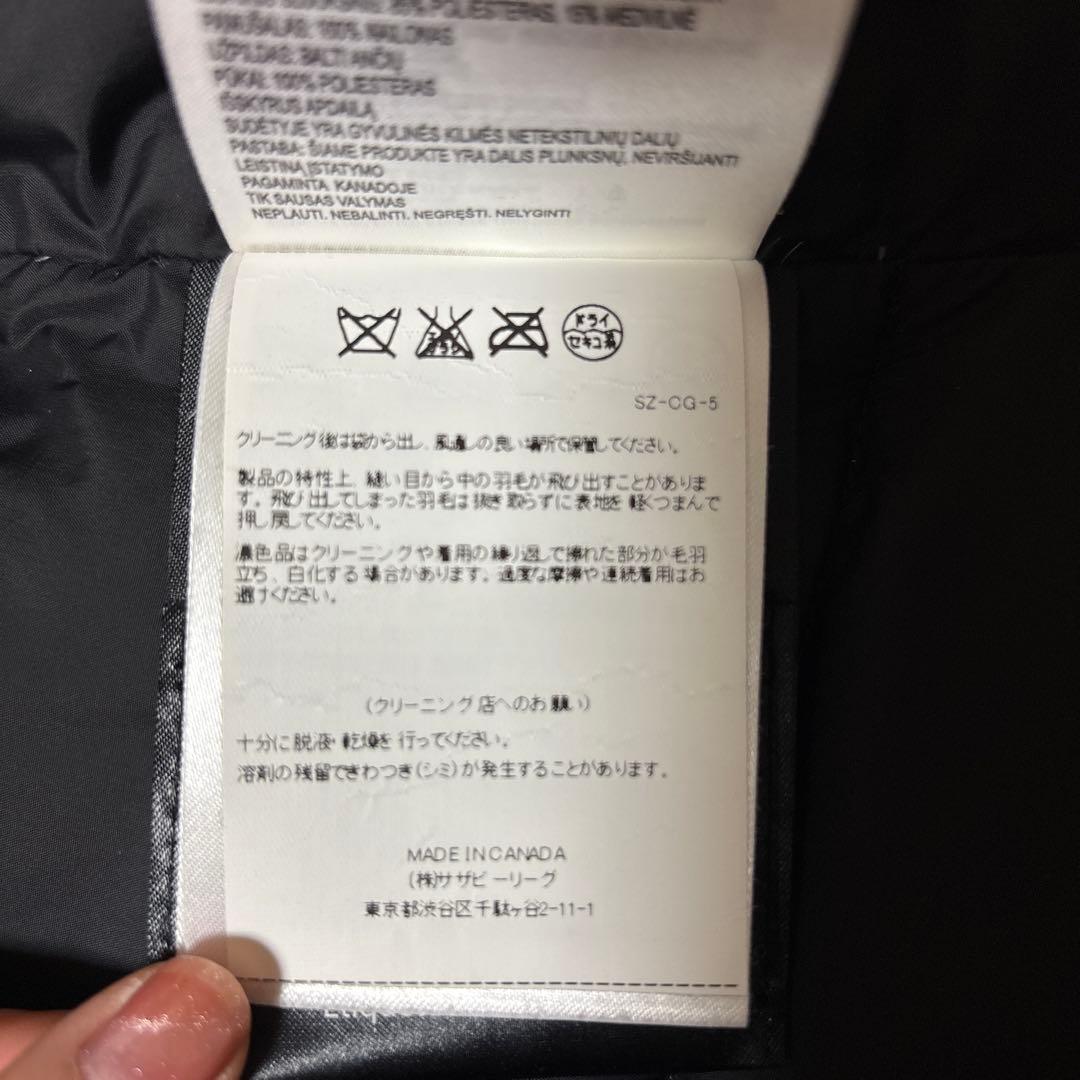 85% POLIESTERAS, 15% MEDVILNĖ
PAMUŠALAS: 100% NAILONAS
UŽPILDAS: BALTI ANČIŲ
PŪKAI: 100% POLIESTERAS
IŠSKYRUS APDAILĄ
SUDĖTYJE YRA GYVULINĖS KILMĖS NETEKSTILINIŲ DALIŲ
PASTABA: ŠIAME PRODUKTE YRA DALIS PLUNKSNŲ, NEVIRŠIJANTI
LEISTINA ĮSTATYMO
PAGAMINTA KANADOJE
TIK SAUSAS VALYMAS
NEPLAUTI. NEBALINTI. NEGRĘŠTI. NELYGINTI
エンソ サラシ
ドライ
セキユ系
SZ-CG-5
クリーニング後は袋から出し、風通しの良い場所で保管してください。
製品の特性上、縫い目から中の羽毛が飛び出すことがありま
す。飛び出してしまった羽毛は抜き取らずに表地を軽くつまんで
押し戻してください。
濃色品はクリーニングや着用の繰り返しで擦れた部分が毛羽
立ち、白化する場合があります。過度な摩擦や連続着用はお
避けください。
(クリーニング店へのお願い)
十分に脱液・乾燥を行ってください。
溶剤の残留できわつき(シミ)が発生することがあります。
MADE IN CANADA
(株)サザビーリーグ
東京都渋谷区千駄ヶ谷2-11-1